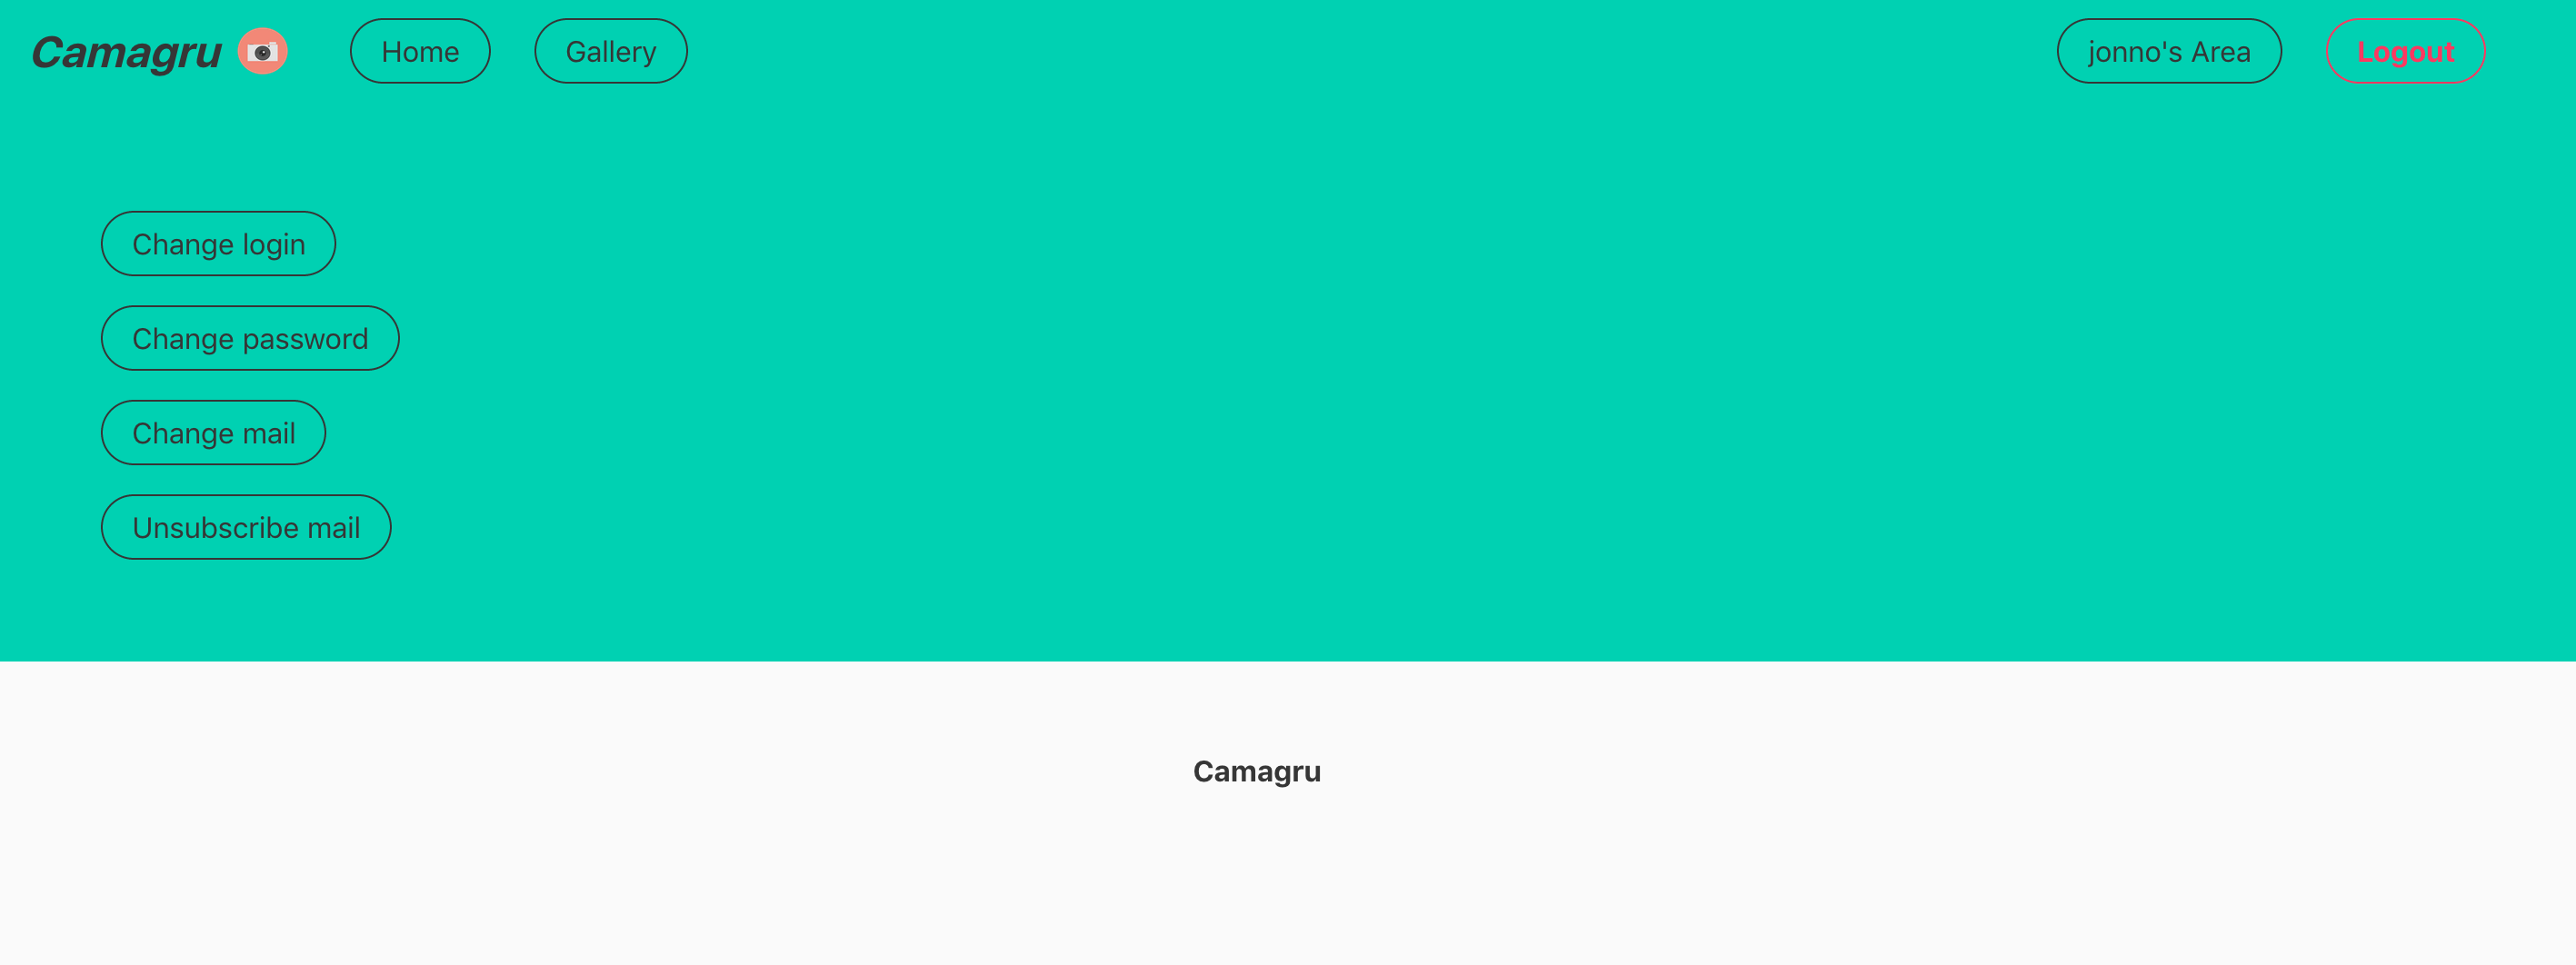 Camagru Home Gallery jonno's Area Logout
Change login
Change password
Change mail
Unsubscribe mail
Camagru